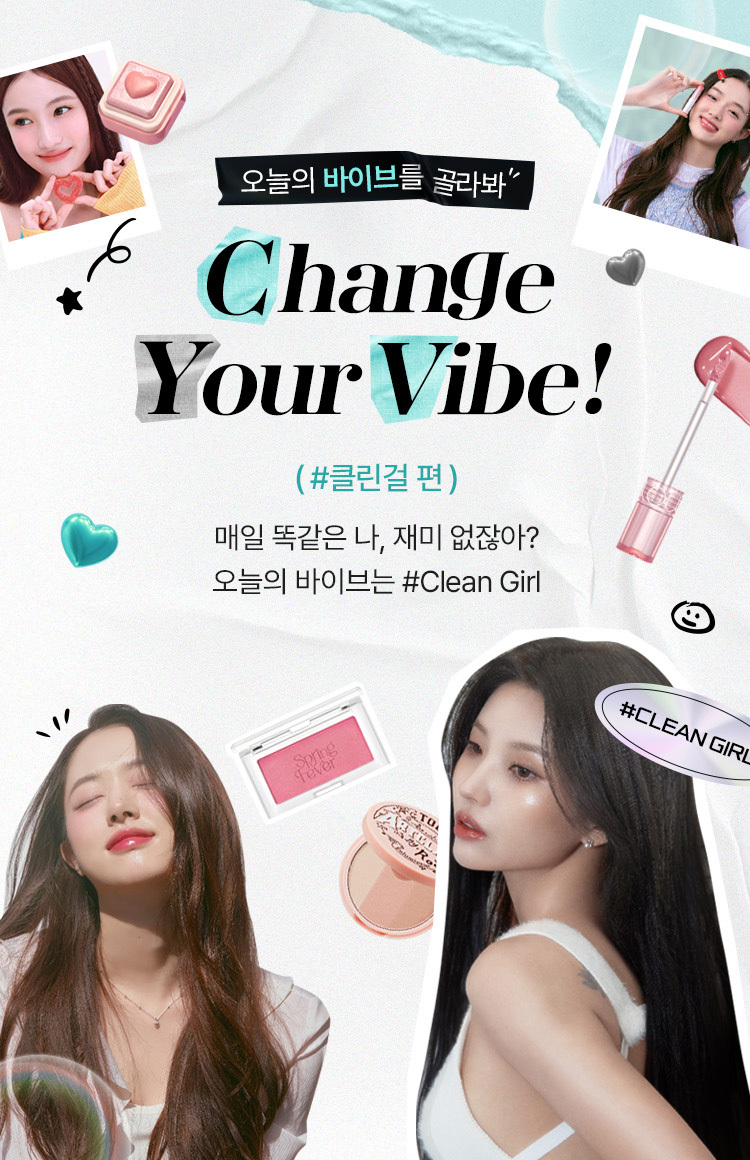 오늘의 바이브를 골라봐"
Change
Your Vibe!
( #클린걸 편 )
매일 똑같은 나, 재미 없잖아?
오늘의 바이브는 #Clean Girl
#CLEAN GIRL
Spring
Fever
TOO